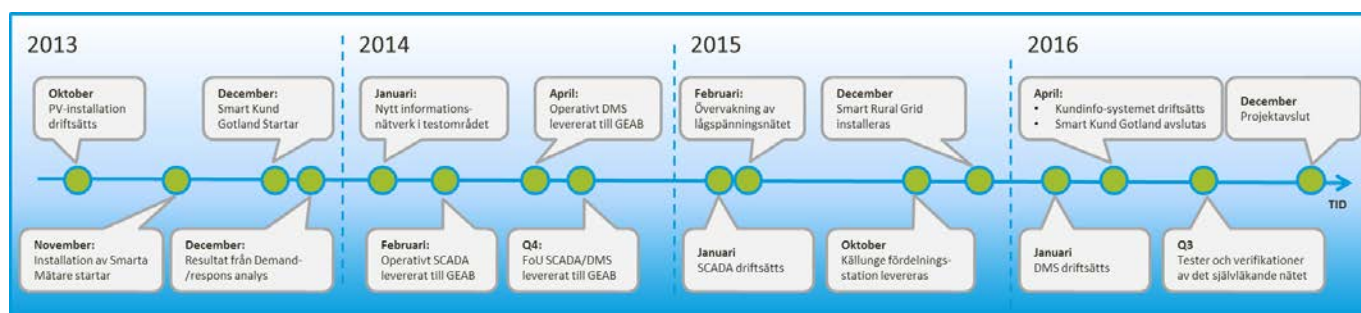 2013
2014
2015
2016
Oktober
PV-installation
driftsätts
December:
Smart Kund
Gotland Startar
Januari:
Nytt informations-
nätverk i testområdet
April:
Operativt DMS
levererat till GEAB
Februari:
Övervakning av
lågspänningsnätet
December
Smart Rural Grid
installeras
April:
• Kundinfo-systemet driftsätts
• Smart Kund Gotland avslutas
December
Projektavslut
TID
November:
Installation av Smarta
Mätare startar
December:
Resultat från Demand-
/respons analys
Februari:
Operativt SCADA
levererat till GEAB
Q4:
FoU SCADA/DMS
levererat till GEAB
Januari
SCADA driftsätts
Oktober
Källunge fördelnings-
station levereras
Januari
DMS driftsätts
Q3
Tester och verifikationer
av det självläkande nätet